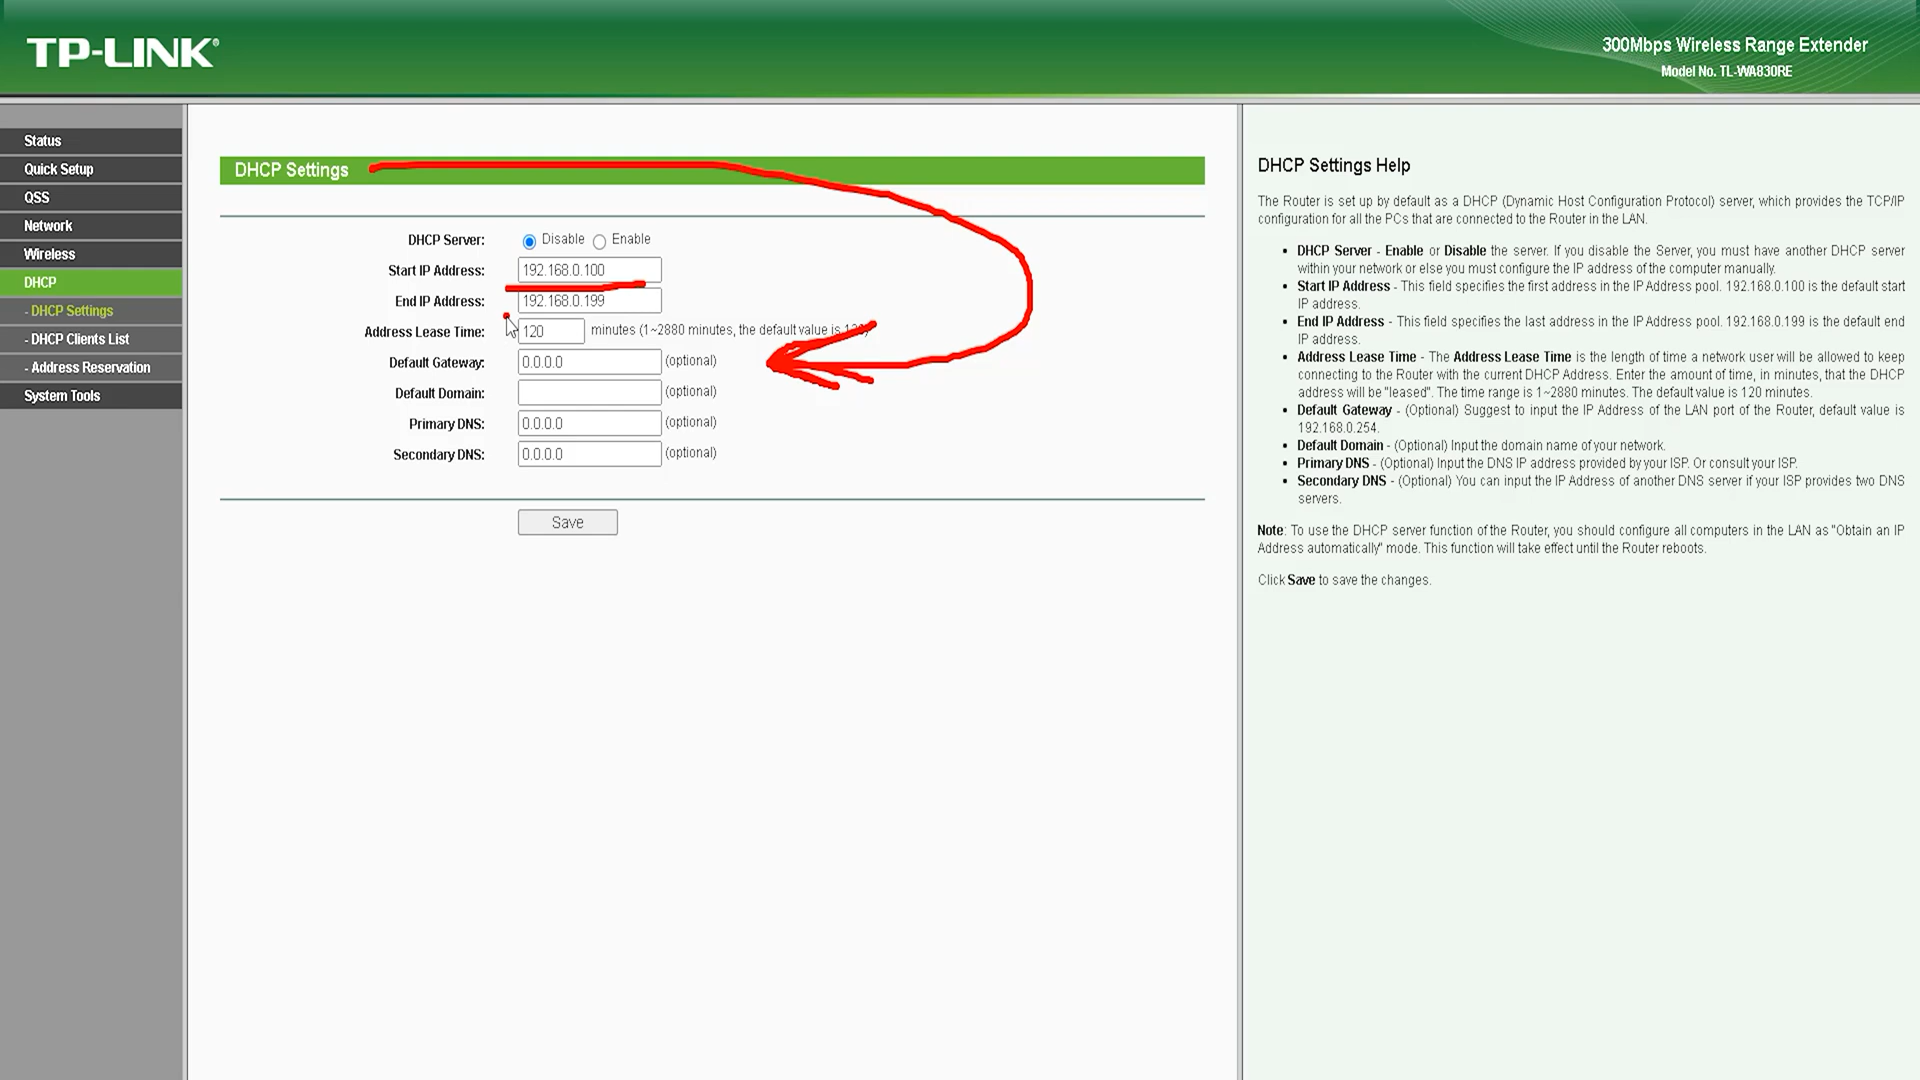 TP-LINK®
300Mbps Wireless Range Extender
Model No. TL-WA830RE
Status
Quick Setup
QSS
Network
Wireless
DHCP
- DHCP Settings
- DHCP Clients List
- Address Reservation
System Tools
DHCP Settings
DHCP Server: Disable Enable
Start IP Address: 192.168.0.100
End IP Address: 192.168.0.199
Address Lease Time: 120 minutes (1~2880 minutes, the default value is 120)
Default Gateway: 0.0.0.0 (optional)
Default Domain: (optional)
Primary DNS: 0.0.0.0 (optional)
Secondary DNS: 0.0.0.0 (optional)
Save
DHCP Settings Help
The Router is set up by default as a DHCP (Dynamic Host Configuration Protocol) server, which provides the TCP/IP
configuration for all the PCs that are connected to the Router in the LAN.
• DHCP Server - Enable or Disable the server. If you disable the Server, you must have another DHCP server
within your network or else you must configure the IP address of the computer manually.
• Start IP Address - This field specifies the first address in the IP Address pool. 192.168.0.100 is the default start
IP address.
• End IP Address - This field specifies the last address in the IP Address pool. 192.168.0.199 is the default end
IP address.
• Address Lease Time - The Address Lease Time is the length of time a network user will be allowed to keep
connecting to the Router with the current DHCP Address. Enter the amount of time, in minutes, that the DHCP
address will be "leased". The time range is 1~2880 minutes. The default value is 120 minutes.
• Default Gateway - (Optional) Suggest to input the IP Address of the LAN port of the Router, default value is
192.168.0.254.
• Default Domain - (Optional) Input the domain name of your network.
• Primary DNS - (Optional) Input the DNS IP address provided by your ISP. Or consult your ISP.
• Secondary DNS - (Optional) You can input the IP Address of another DNS server if your ISP provides two DNS
servers.
Note: To use the DHCP server function of the Router, you should configure all computers in the LAN as "Obtain an IP
Address automatically" mode. This function will take effect until the Router reboots.
Click Save to save the changes.